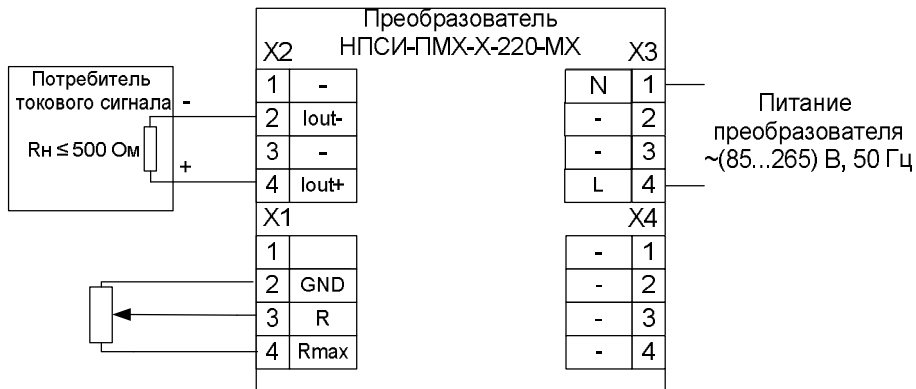 Преобразователь
НПСИ-ПМХ-Х-220-МХ
X2
X3
Потребитель
токового сигнала
-
Rн ≤ 500 Ом
+
1 -
2 Iout-
3 -
4 Iout+
N 1
- 2
- 3
L 4
Питание
преобразователя
~(85...265) В, 50 Гц
X1
X4
1
2 GND
3 R
4 Rmax
- 1
- 2
- 3
- 4